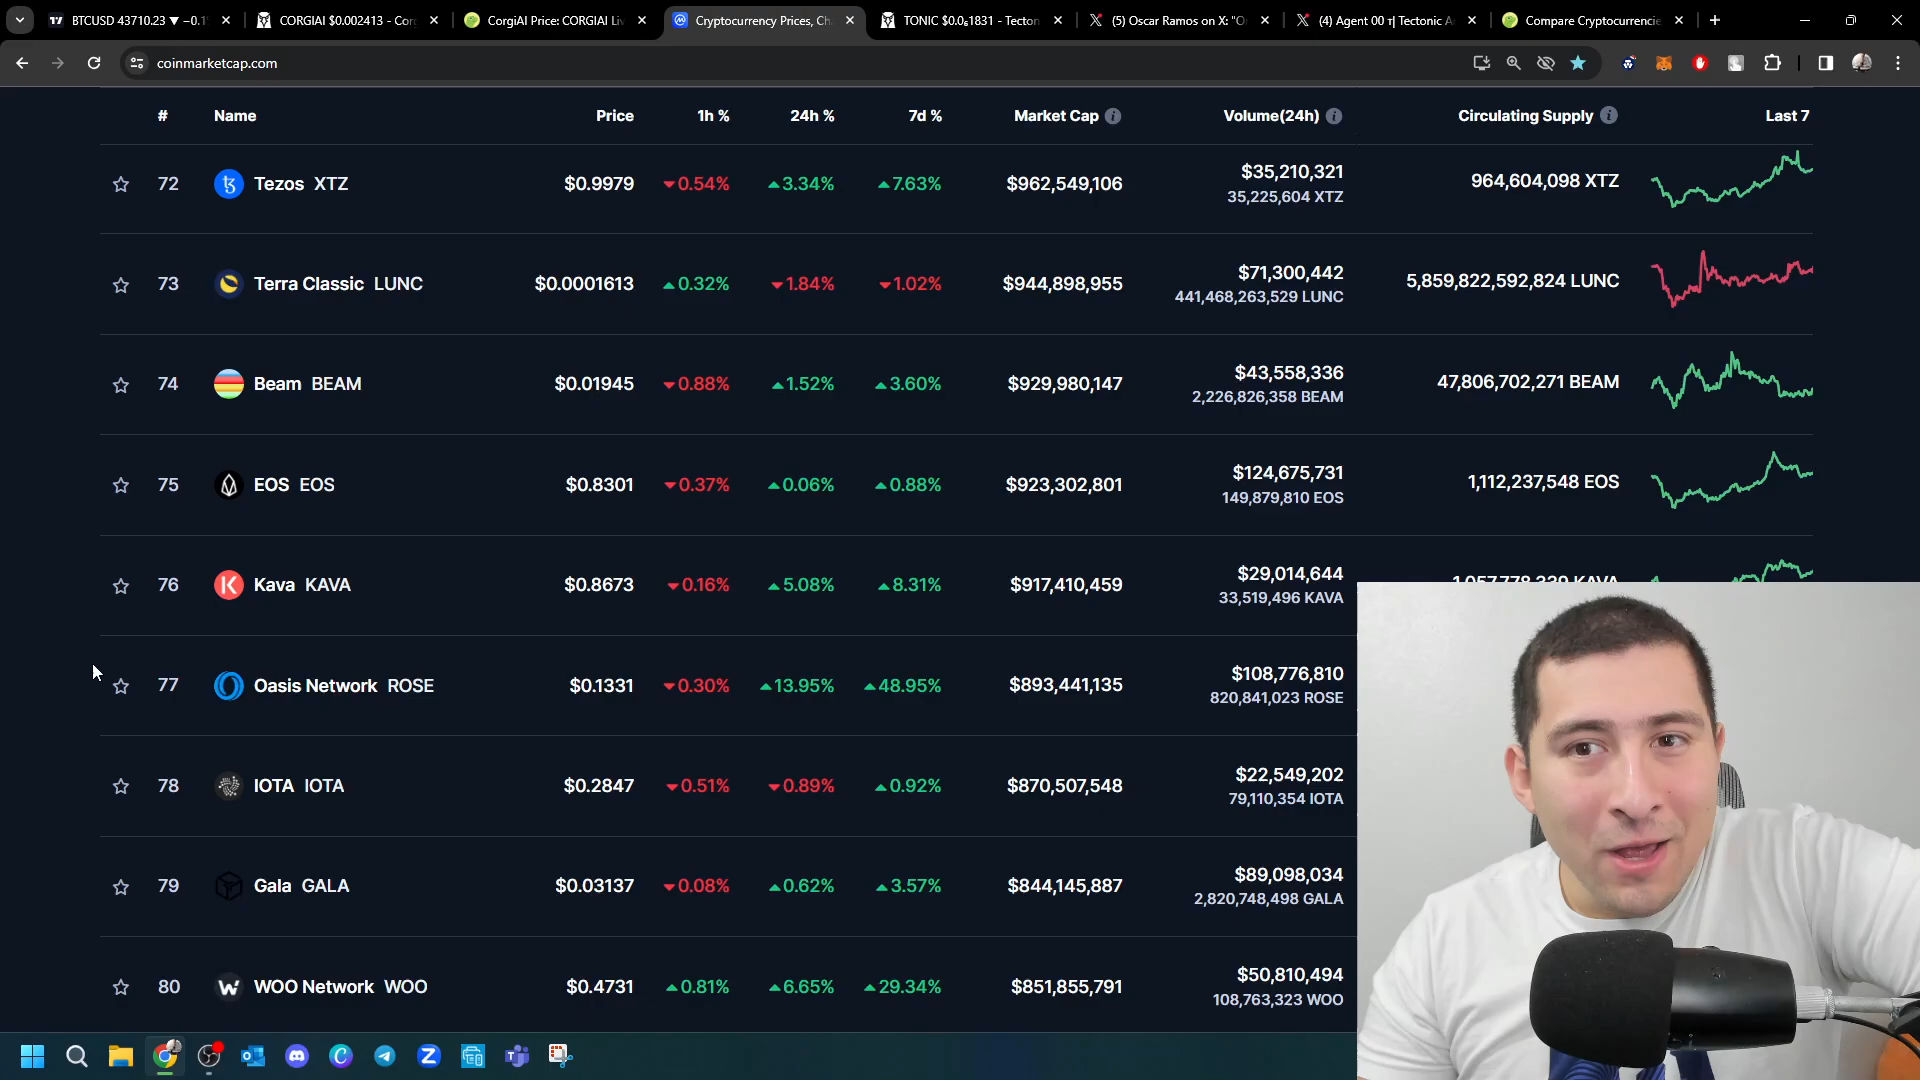 BTCUSD 43710.23 ▼ −0.1
CORGIAI $0.002413 - Cor
CorgiAI Price: CORGIAI Liv
Cryptocurrency Prices, Ch
TONIC $0.0₆1831 - Tecton
(5) Oscar Ramos on X: "O
(4) Agent 00 τ| Tectonic A
Compare Cryptocurrencie
coinmarketcap.com
# Name Price 1h % 24h % 7d % Market Cap Volume(24h) Circulating Supply Last 7
72 Tezos XTZ $0.9979 0.54% 3.34% 7.63% $962,549,106 $35,210,321 964,604,098 XTZ
35,225,604 XTZ
73 Terra Classic LUNC $0.0001613 0.32% 1.84% 1.02% $944,898,955 $71,300,442 5,859,822,592,824 LUNC
441,468,263,529 LUNC
74 Beam BEAM $0.01945 0.88% 1.52% 3.60% $929,980,147 $43,558,336 47,806,702,271 BEAM
2,226,826,358 BEAM
75 EOS EOS $0.8301 0.37% 0.06% 0.88% $923,302,801 $124,675,731 1,112,237,548 EOS
149,879,810 EOS
76 Kava KAVA $0.8673 0.16% 5.08% 8.31% $917,410,459 $29,014,644
33,519,496 KAVA
77 Oasis Network ROSE $0.1331 0.30% 13.95% 48.95% $893,441,135 $108,776,810
820,841,023 ROSE
78 IOTA IOTA $0.2847 0.51% 0.89% 0.92% $870,507,548 $22,549,202
79,110,354 IOTA
79 Gala GALA $0.03137 0.08% 0.62% 3.57% $844,145,887 $89,098,034
2,820,748,498 GALA
80 WOO Network WOO $0.4731 0.81% 6.65% 29.34% $851,855,791 $50,810,494
108,763,323 WOO